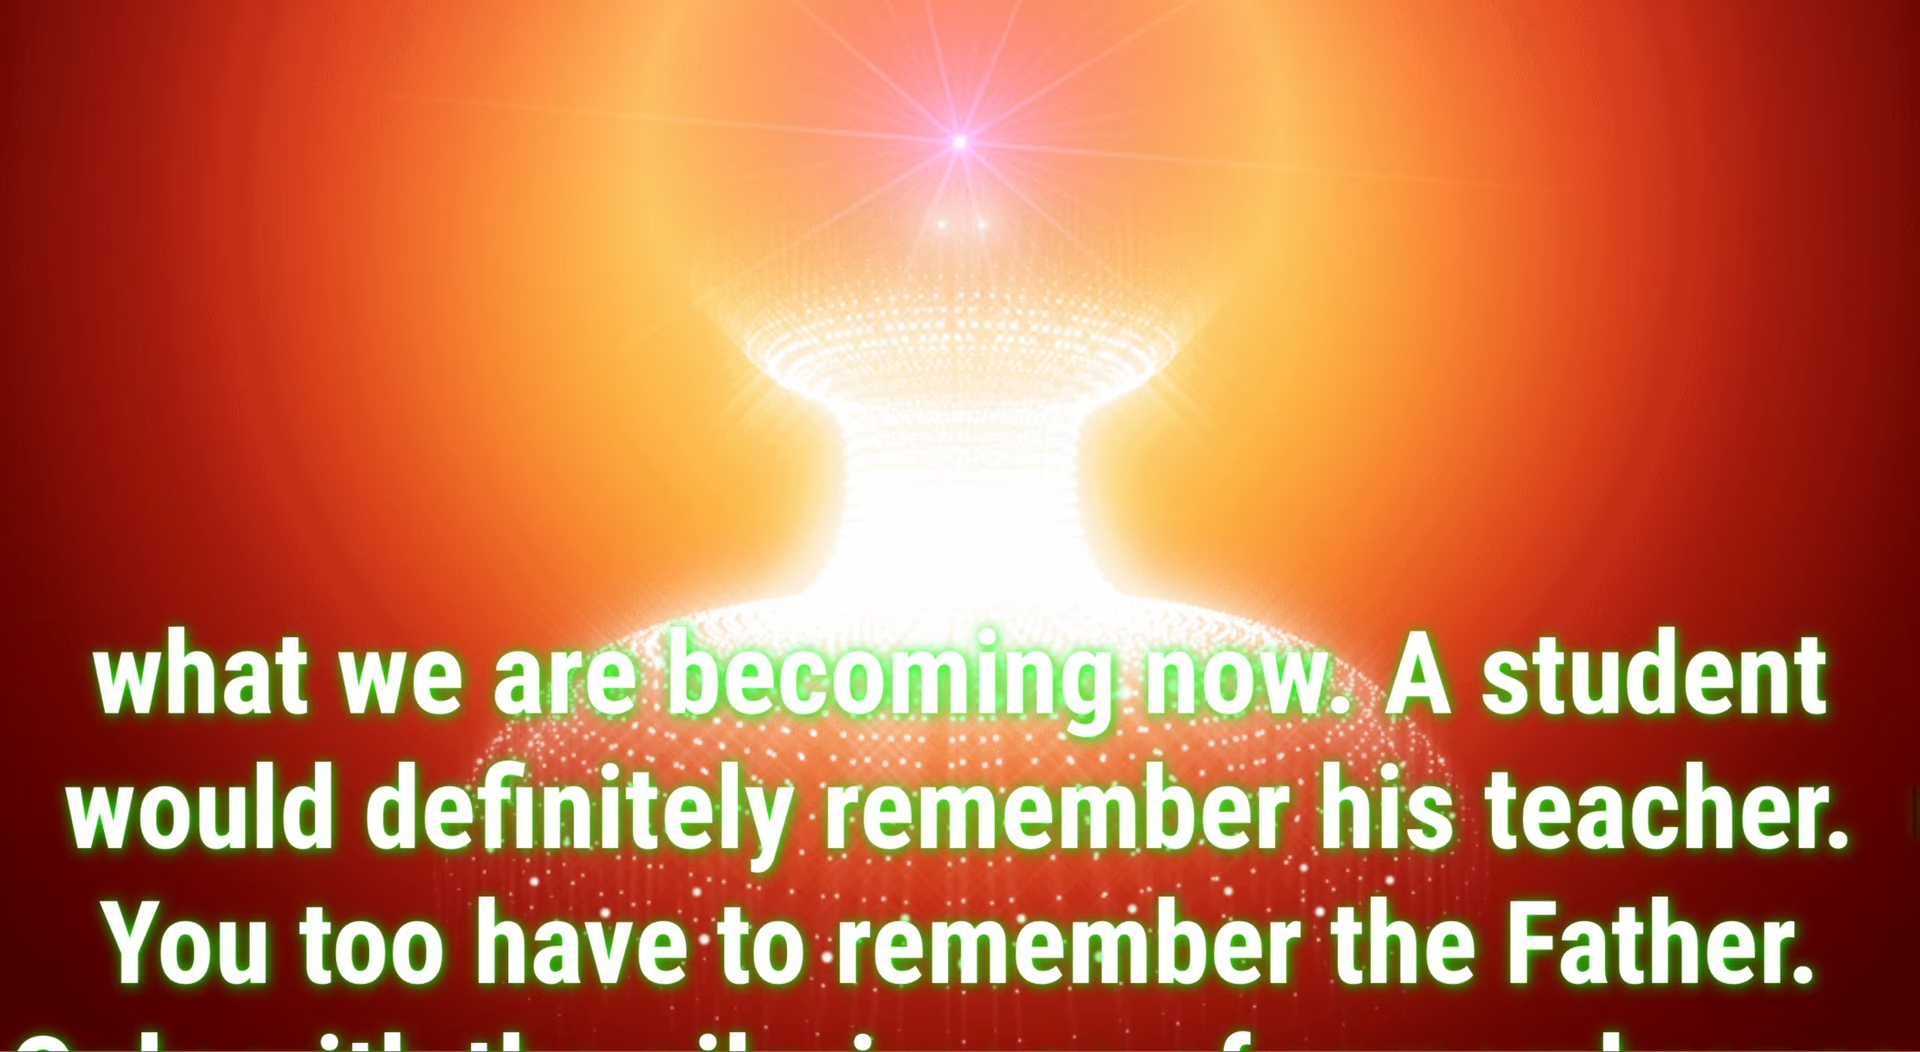 what we are becoming now. A student
would definitely remember his teacher.
You too have to remember the Father.